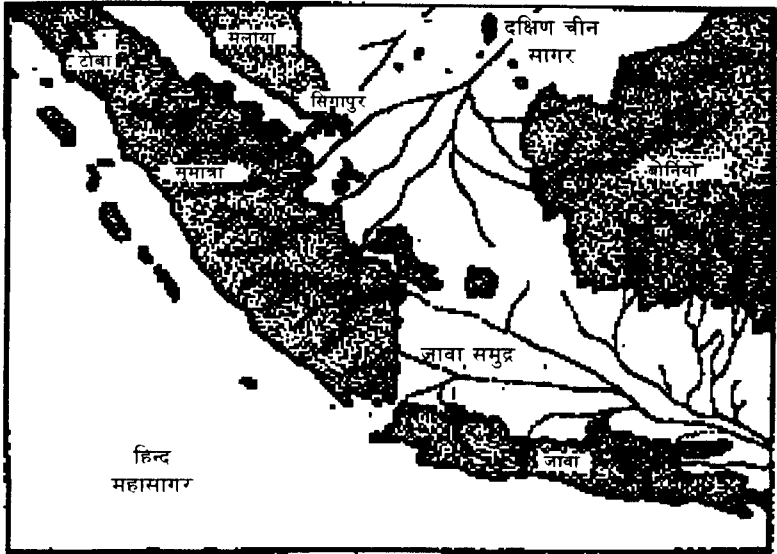 मलाया
दक्षिण चीन
सागर
टोबा
सिंगापुर
सुमात्रा
बोर्नियो
जावा समुद्र
हिन्द
महासागर
जावा